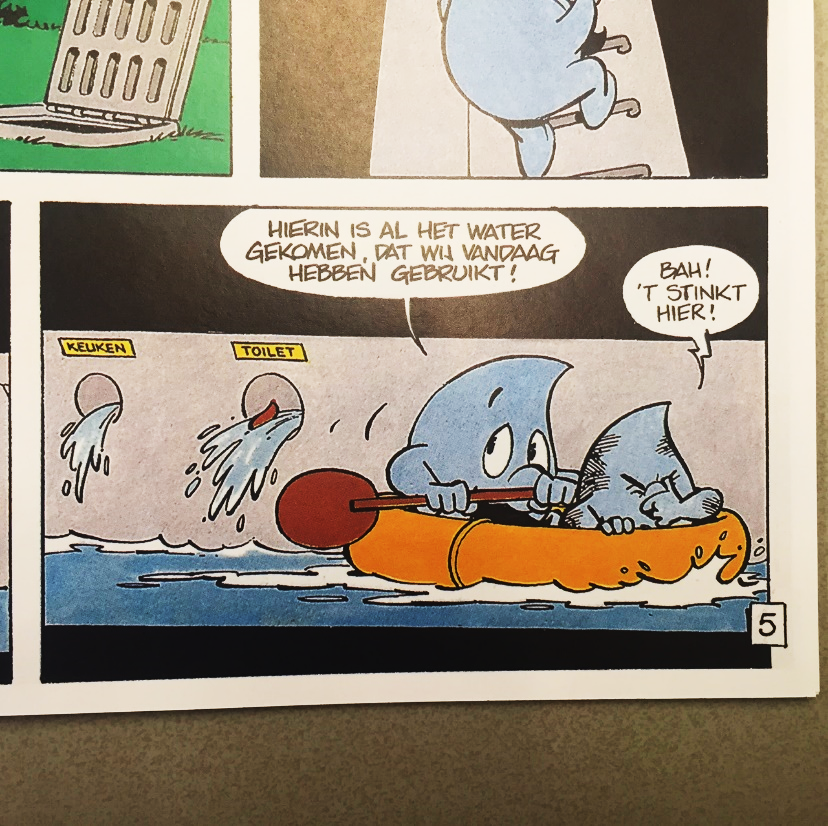 HIERIN IS AL HET WATER
GEKOMEN, DAT WIJ VANDAAG
HEBBEN GEBRUIKT!
BAH!
'T STINKT
HIER!
KEUKEN
TOILET
5